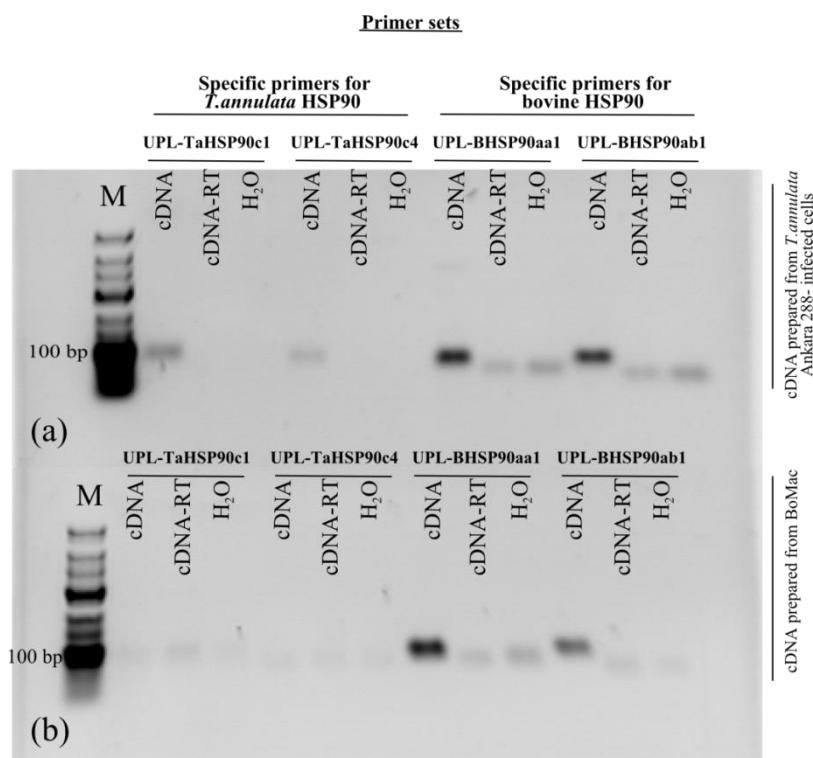 Primer sets
Specific primers for
T.annulata HSP90
Specific primers for
bovine HSP90
UPL-TaHSP90c1
UPL-TaHSP90c4
UPL-BHSP90aa1
UPL-BHSP90ab1
M
cDNA
cDNA-RT
H₂O
cDNA
cDNA-RT
H₂O
cDNA
cDNA-RT
H₂O
cDNA
cDNA-RT
H₂O
100 bp
(a)
cDNA prepared from T.annulata
Ankara 288- infected cells
UPL-TaHSP90c1
UPL-TaHSP90c4
UPL-BHSP90aa1
UPL-BHSP90ab1
M
cDNA
cDNA-RT
H₂O
cDNA
cDNA-RT
H₂O
cDNA
cDNA-RT
H₂O
cDNA
cDNA-RT
H₂O
100 bp
(b)
cDNA prepared from BoMac